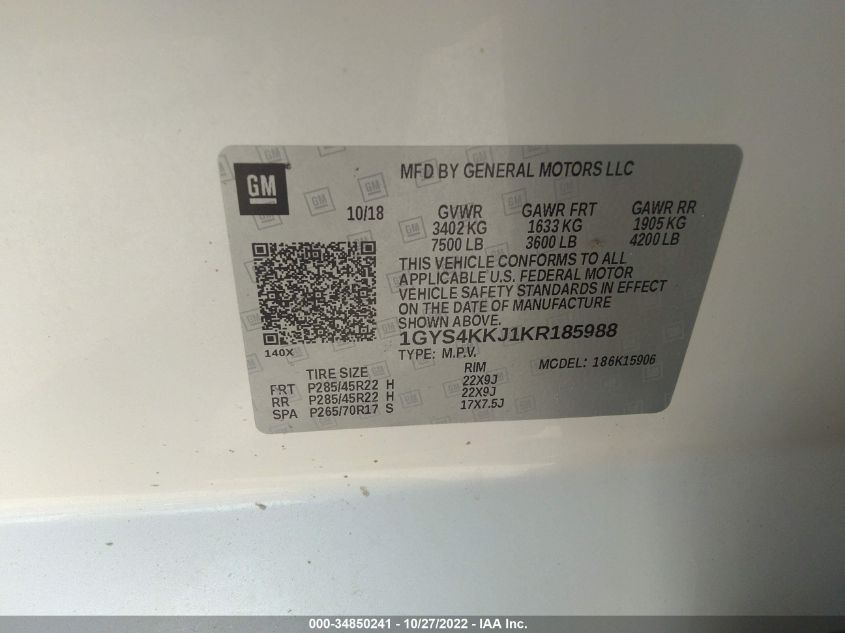 GM
MFD BY GENERAL MOTORS LLC
10/18 GVWR GAWR FRT GAWR RR
3402 KG 1633 KG 1905 KG
7500 LB 3600 LB 4200 LB
THIS VEHICLE CONFORMS TO ALL
APPLICABLE U.S. FEDERAL MOTOR
VEHICLE SAFETY STANDARDS IN EFFECT
ON THE DATE OF MANUFACTURE
SHOWN ABOVE.
1GYS4KKJ1KR185988
140X
TYPE: M.P.V. MODEL: 186K15906
TIRE SIZE RIM
FRT P285/45R22 H 22X9J
RR P285/45R22 H 22X9J
SPA P265/70R17 S 17X7.5J
000-34850241 - 10/27/2022 - IAA Inc.